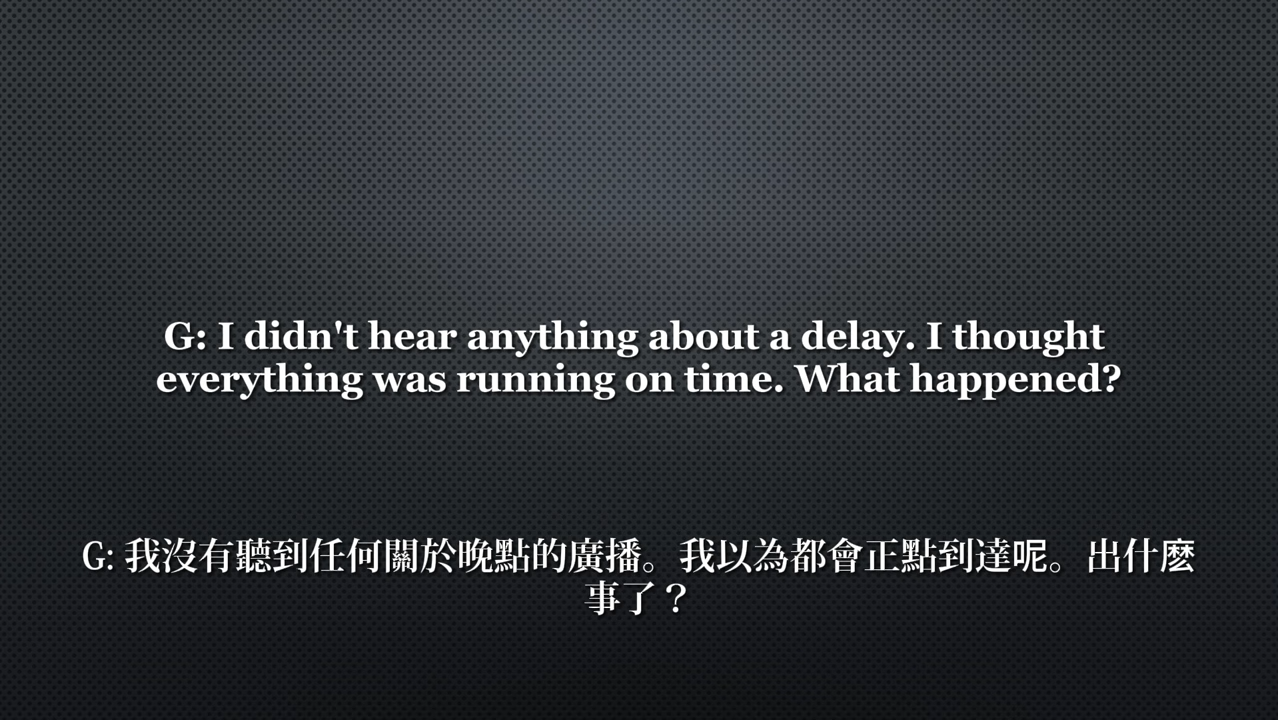 G: I didn't hear anything about a delay. I thought
everything was running on time. What happened?
G: 我沒有聽到任何關於晚點的廣播。我以為都會正點到達呢。出什麼
事了？